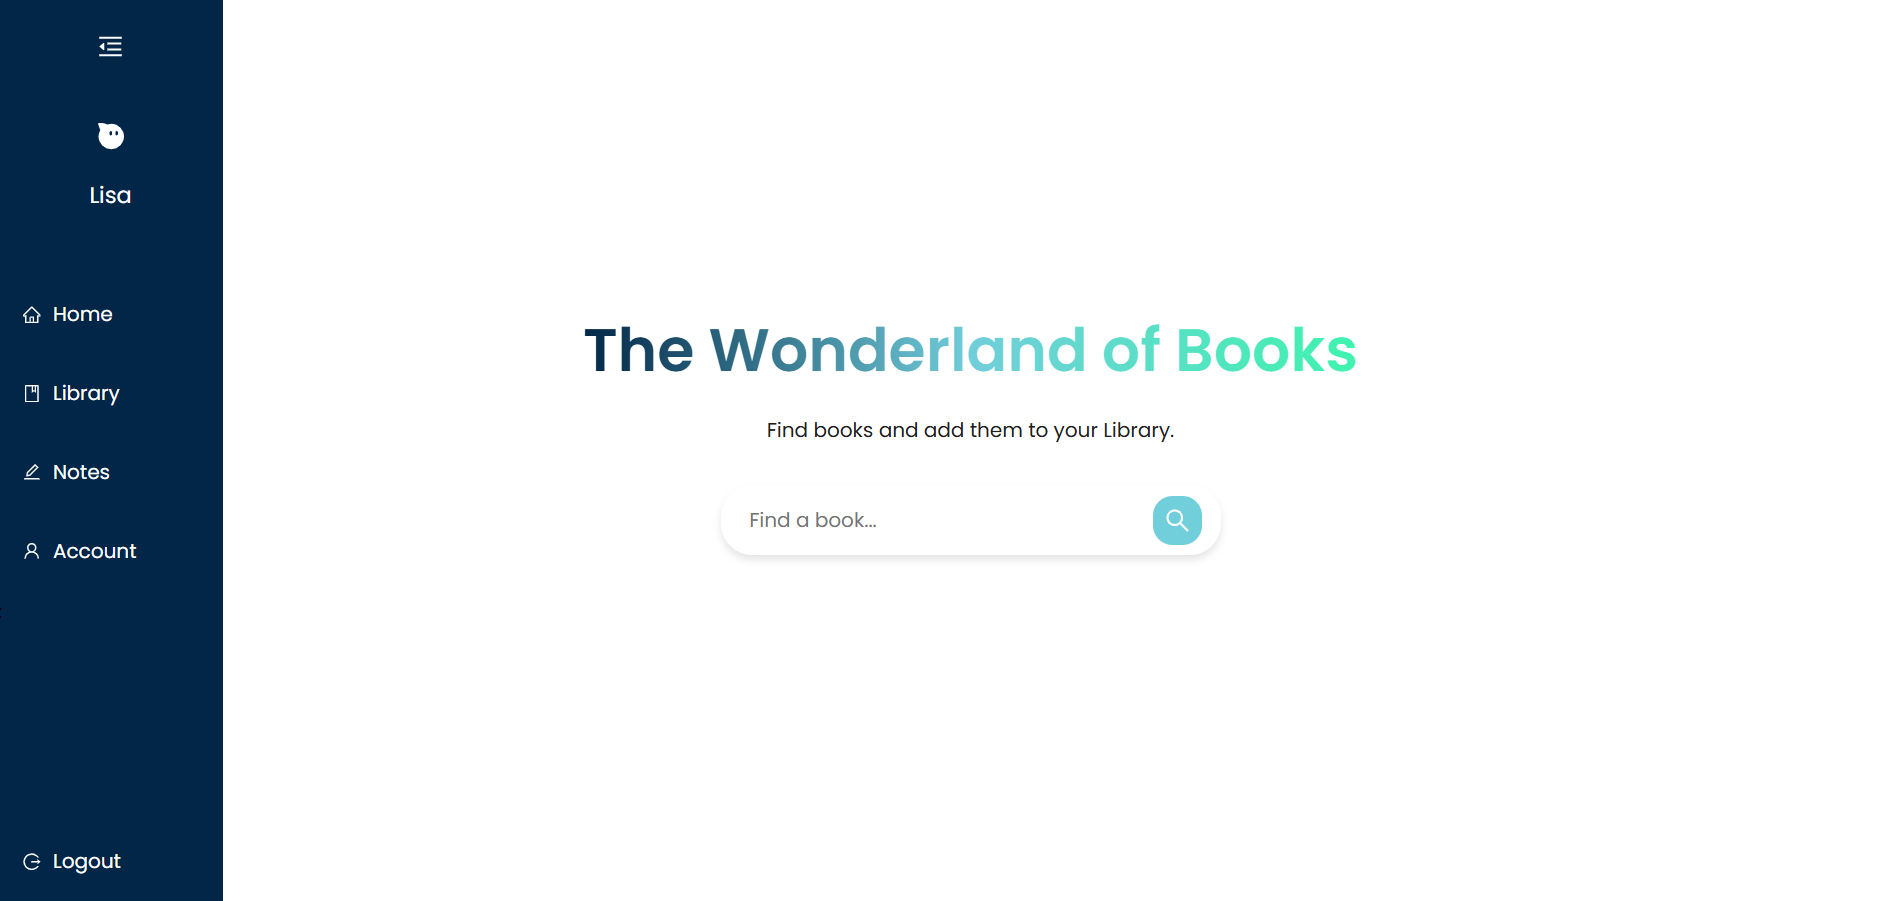 Lisa
Home
Library
Notes
Account
Logout
The Wonderland of Books
Find books and add them to your Library.
Find a book...